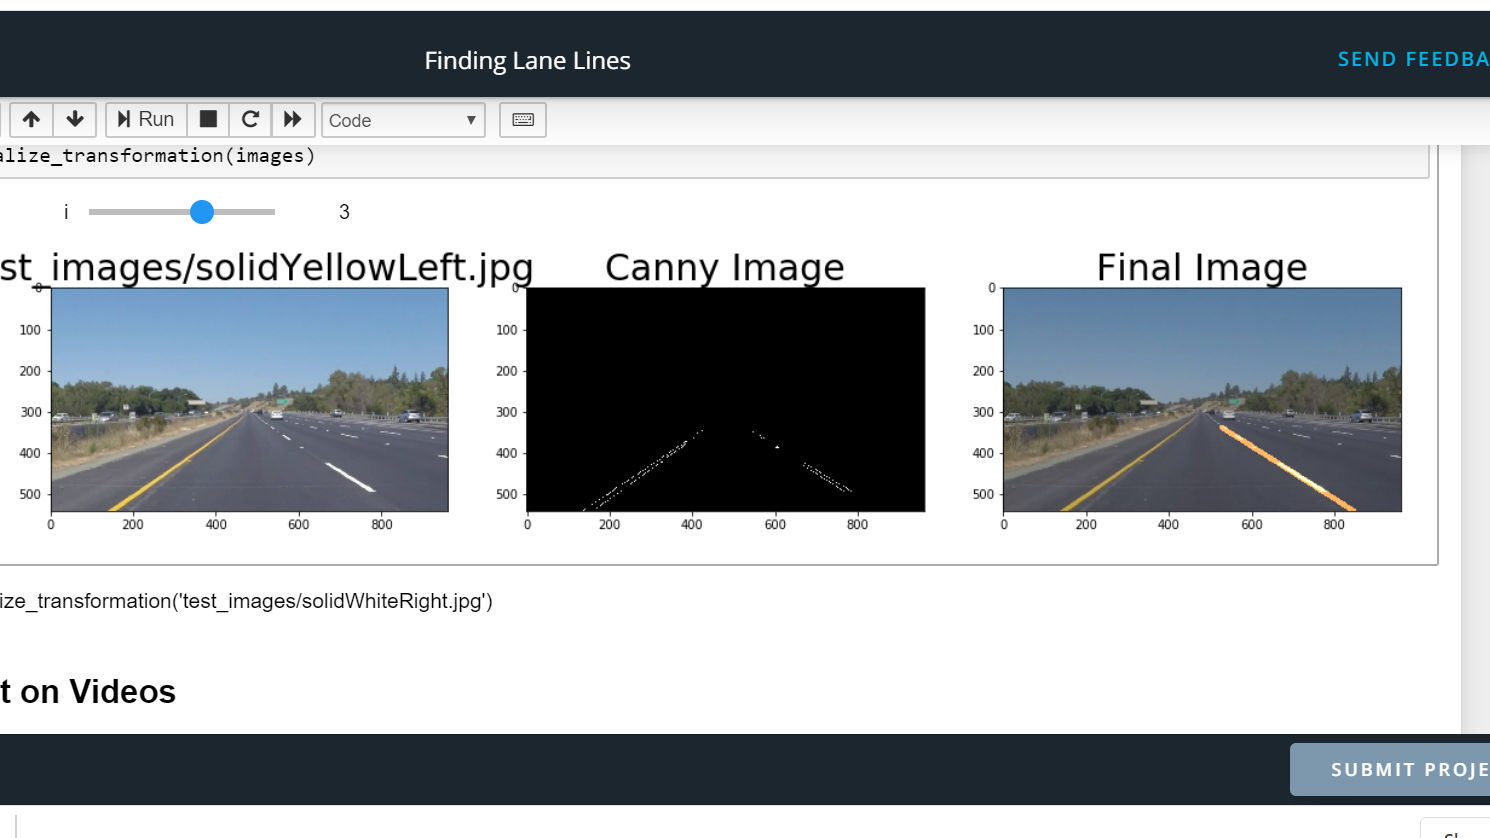 Finding Lane Lines
SEND FEEDBA
Run
Code
alize_transformation(images)
i 3
st_images/solidYellowLeft.jpg
Canny Image
Final Image
0
100
200
300
400
500
0 200 400 600 800
0
100
200
300
400
500
0 200 400 600 800
0
100
200
300
400
500
0 200 400 600 800
ize_transformation('test_images/solidWhiteRight.jpg')
t on Videos
SUBMIT PROJE